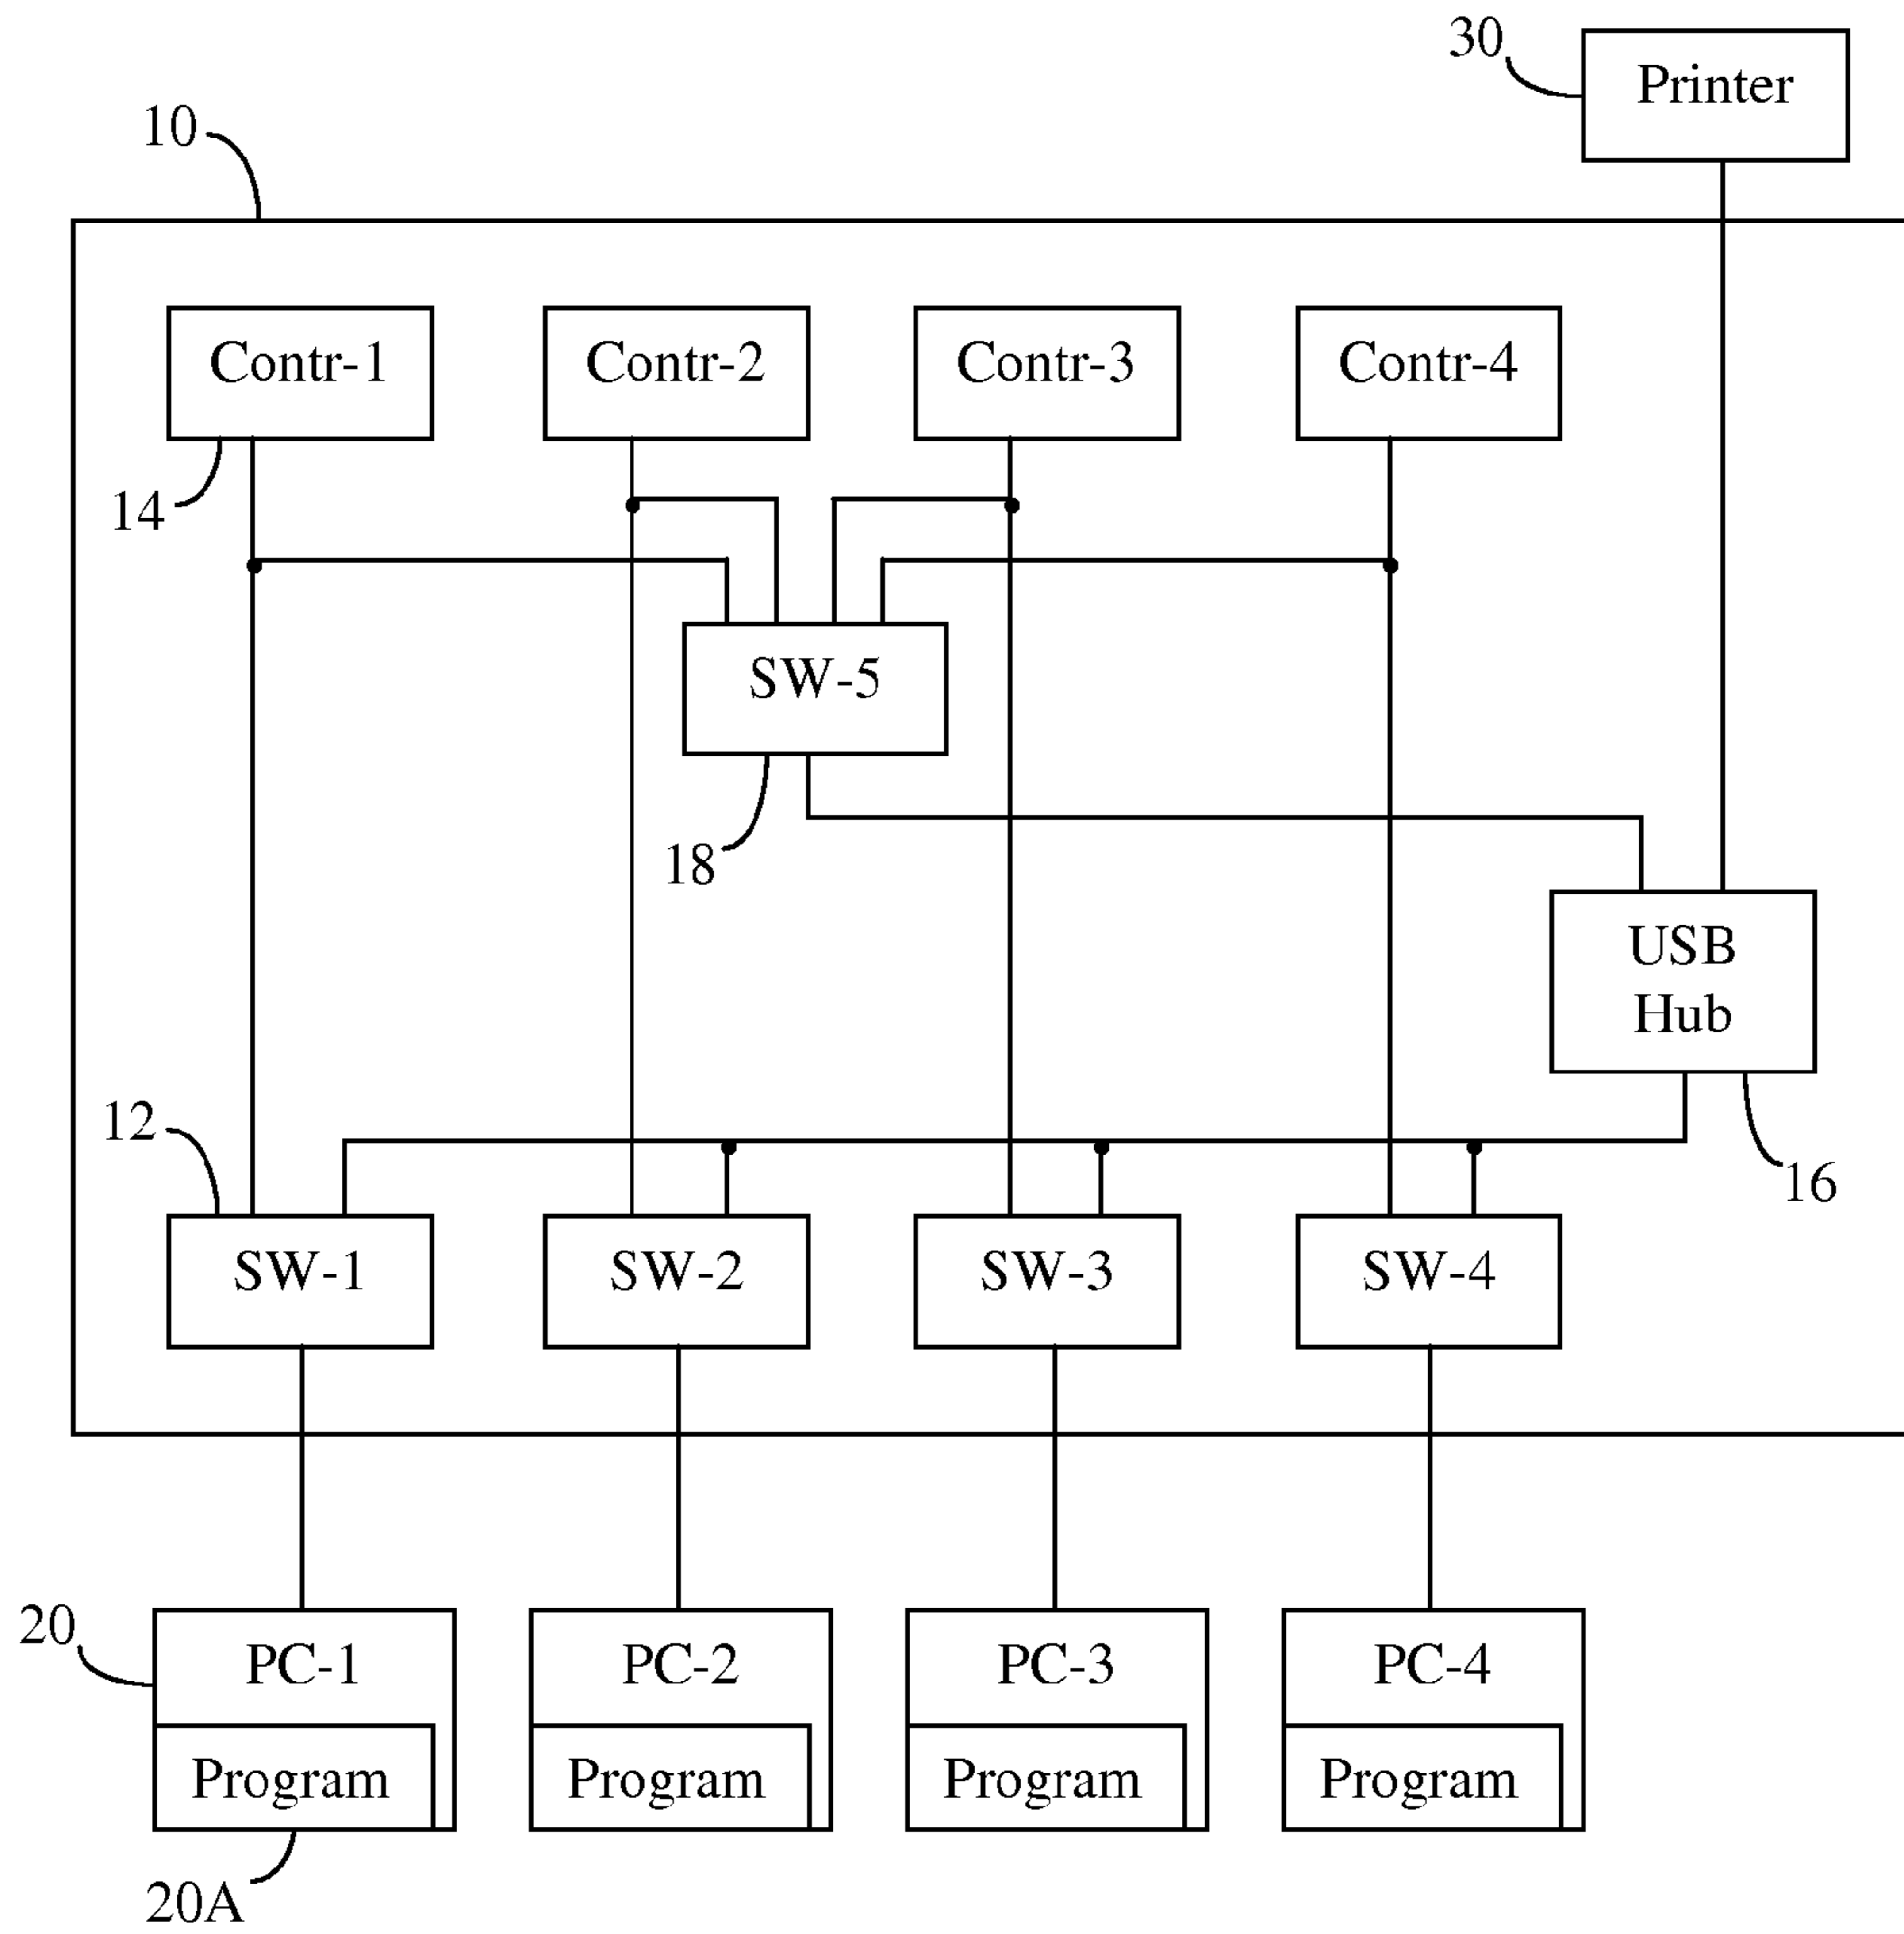 30
Printer
10
Contr-1
Contr-2
Contr-3
Contr-4
14
SW-5
18
USB
Hub
12
16
SW-1
SW-2
SW-3
SW-4
20
PC-1
PC-2
PC-3
PC-4
Program
Program
Program
Program
20A